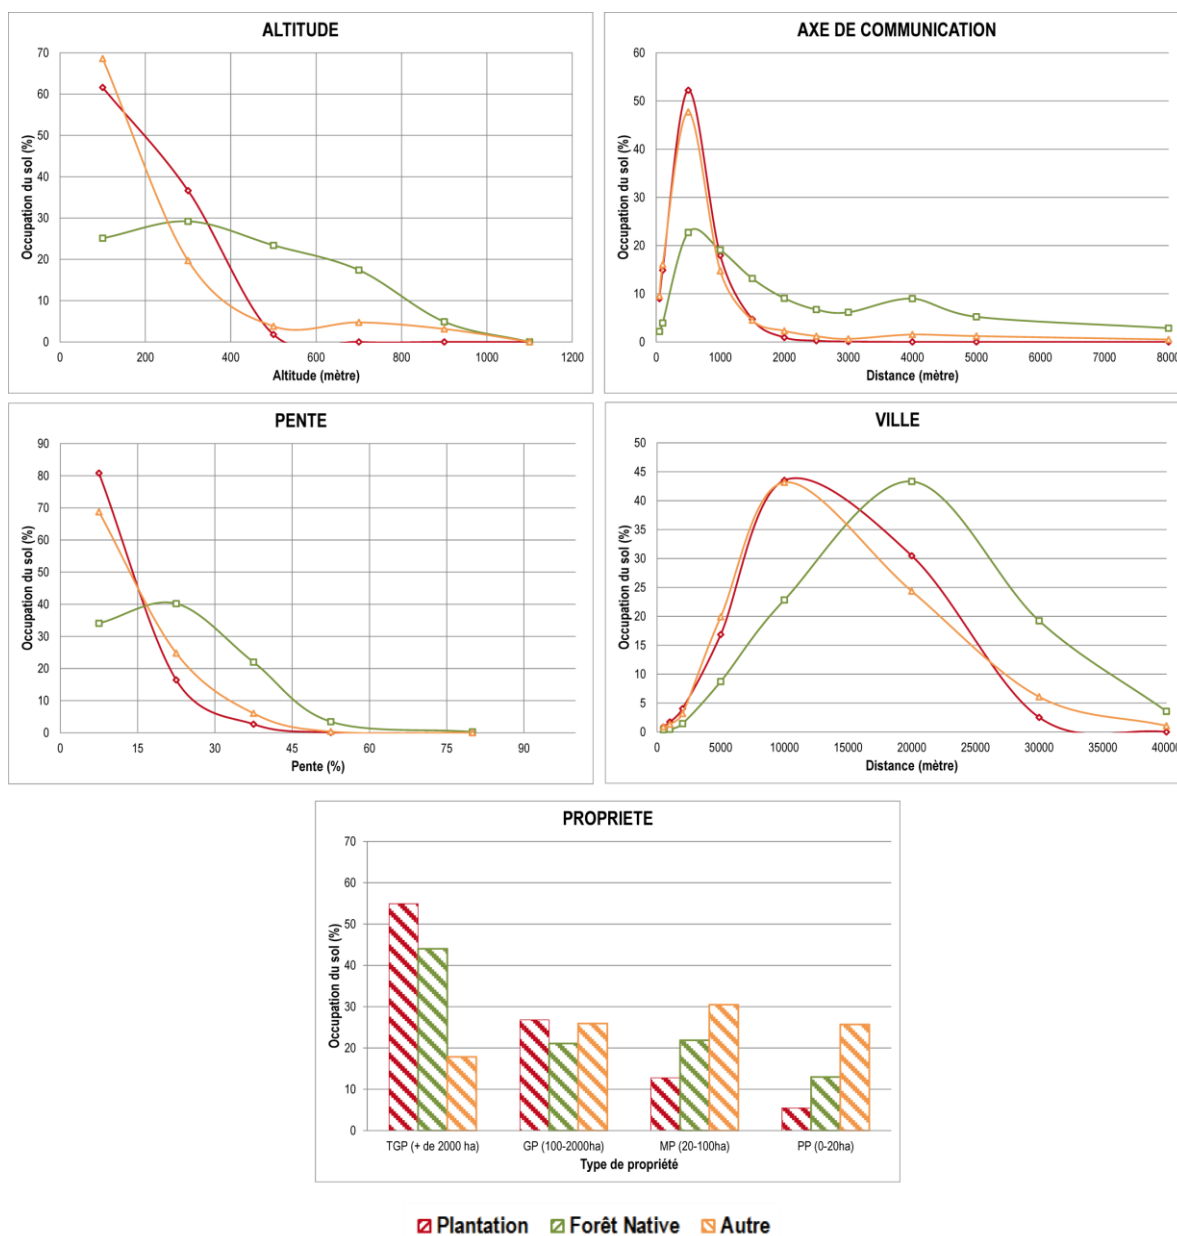 ALTITUDE
Occupation du sol (%)
70
60
50
40
30
20
10
0
0 200 400 600 800 1000 1200
Altitude (mètre)
AXE DE COMMUNICATION
Occupation du sol (%)
60
50
40
30
20
10
0
0 1000 2000 3000 4000 5000 6000 7000 8000
Distance (mètre)
PENTE
Occupation du sol (%)
90
80
70
60
50
40
30
20
10
0
0 15 30 45 60 75 90
Pente (%)
VILLE
Occupation du sol (%)
50
45
40
35
30
25
20
15
10
5
0
0 5000 10000 15000 20000 25000 30000 35000 40000
Distance (mètre)
PROPRIETE
Occupation du sol (%)
70
60
50
40
30
20
10
0
TGP (+ de 2000 ha) GP (100-2000ha) MP (20-100ha) PP (0-20ha)
Type de propriété
Plantation Forêt Native Autre